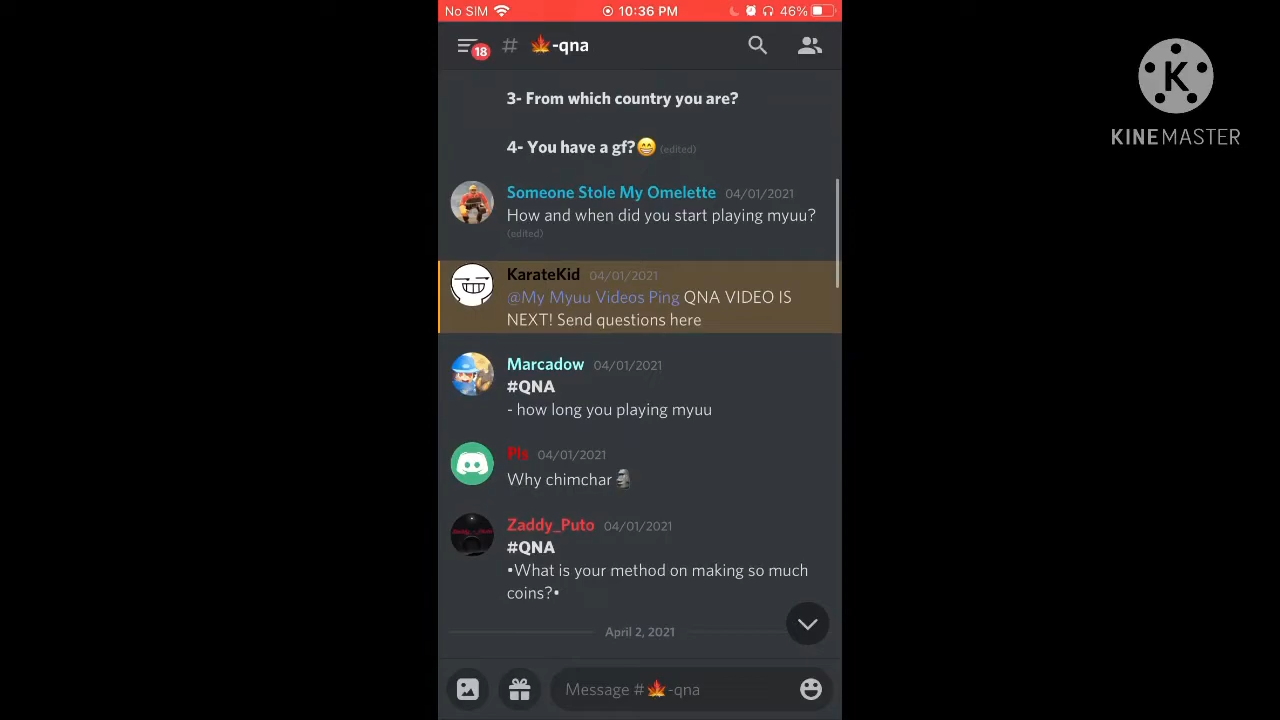 No SIM 10:36 PM 46%
18 # 🍁-qna
K
KINEMASTER
3- From which country you are?
4- You have a gf?😁 (edited)
Someone Stole My Omelette 04/01/2021
How and when did you start playing myuu?
(edited)
KarateKid 04/01/2021
@My Myuu Videos Ping QNA VIDEO IS
NEXT! Send questions here
Marcadow 04/01/2021
#QNA
- how long you playing myuu
Pls 04/01/2021
Why chimchar🗿
Zaddy_Puto 04/01/2021
#QNA
•What is your method on making so much
coins?•
April 2, 2021
Message #🍁-qna